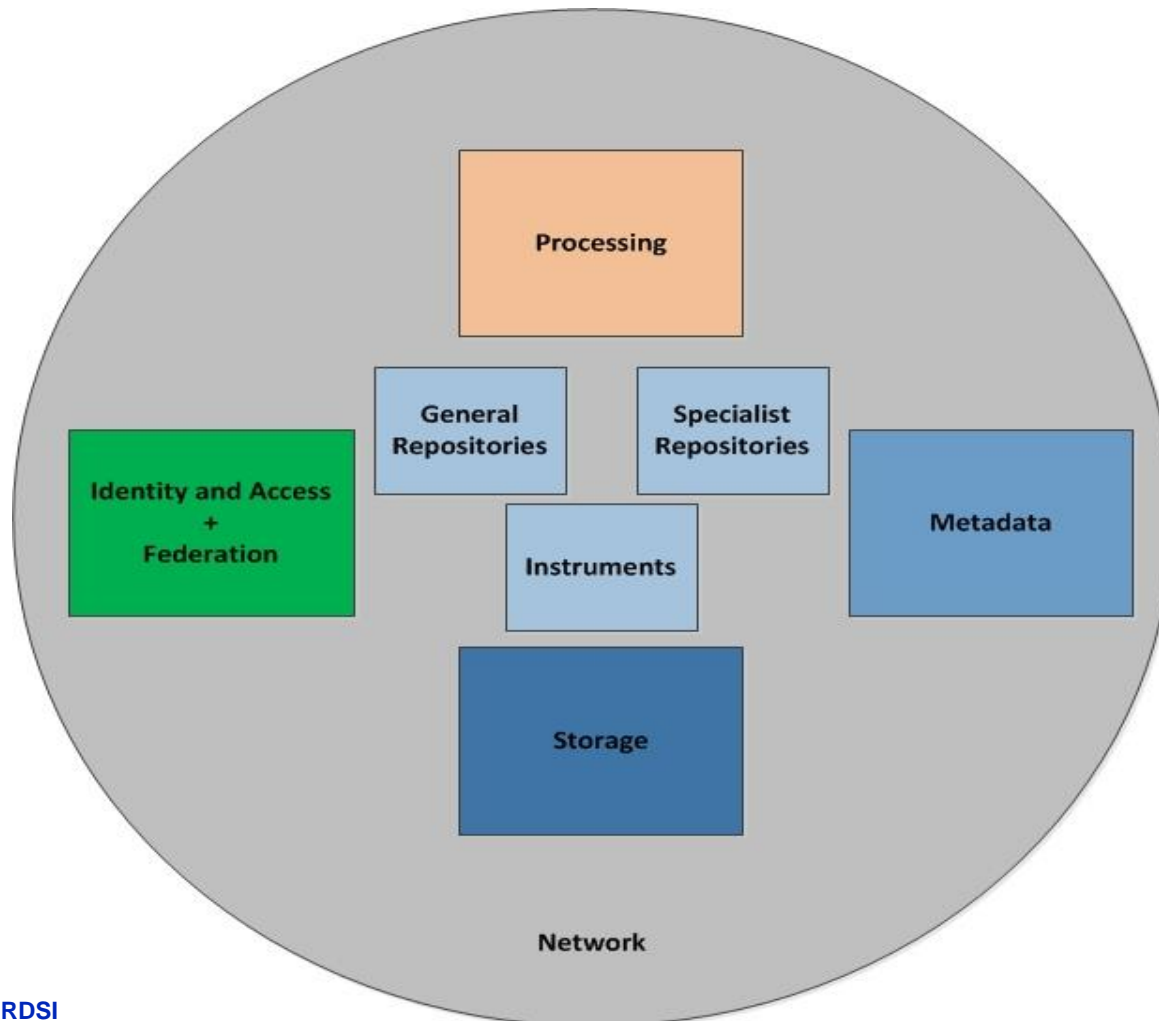 Processing
General
Repositories
Specialist
Repositories
Identity and Access
+
Federation
Instruments
Metadata
Storage
Network
RDSI